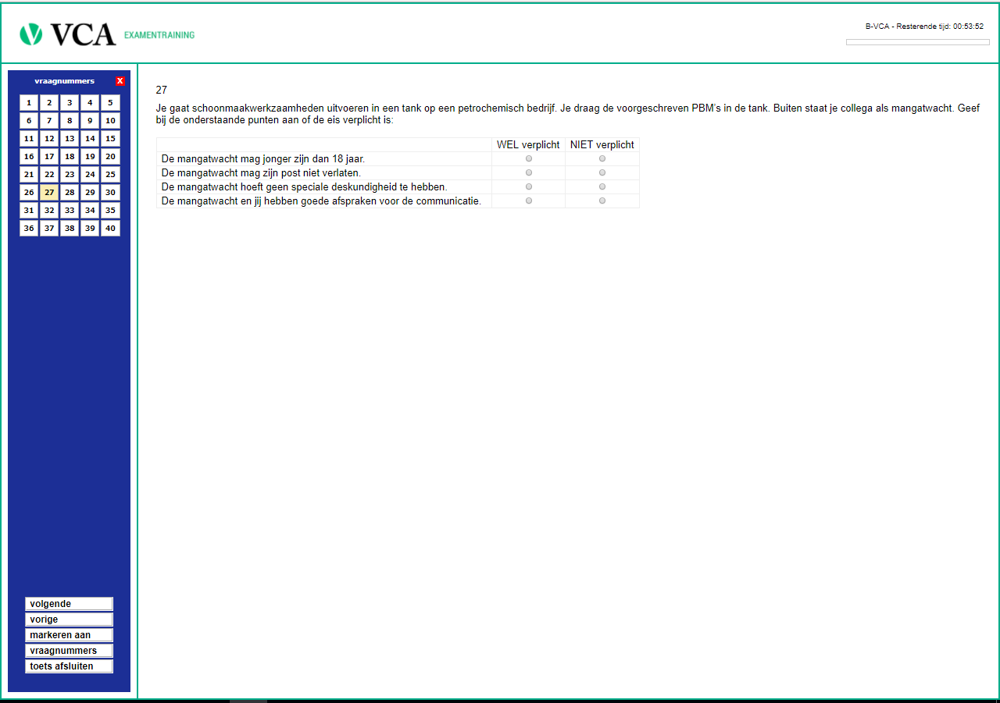 VCA EXAMENTRAINING
B-VCA - Resterende tijd: 00:53:52
vraagnummers X
1 2 3 4 5
6 7 8 9 10
11 12 13 14 15
16 17 18 19 20
21 22 23 24 25
26 27 28 29 30
31 32 33 34 35
36 37 38 39 40
volgende
vorige
markeren aan
vraagnummers
toets afsluiten
27
Je gaat schoonmaakwerkzaamheden uitvoeren in een tank op een petrochemisch bedrijf. Je draag de voorgeschreven PBM's in de tank. Buiten staat je collega als mangatwacht. Geef
bij de onderstaande punten aan of de eis verplicht is:
WEL verplicht NIET verplicht
De mangatwacht mag jonger zijn dan 18 jaar.
De mangatwacht mag zijn post niet verlaten.
De mangatwacht hoeft geen speciale deskundigheid te hebben.
De mangatwacht en jij hebben goede afspraken voor de communicatie.